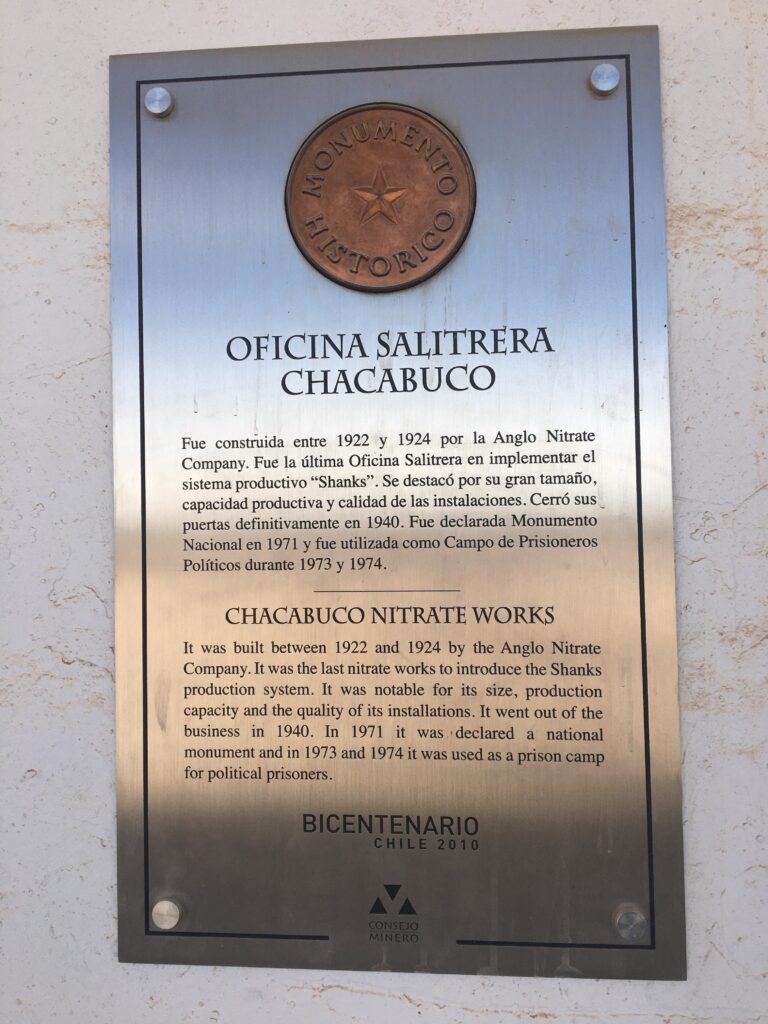 MONUMENTO
HISTORICO
OFICINA SALITRERA
CHACABUCO
Fue construida entre 1922 y 1924 por la Anglo Nitrate
Company. Fue la última Oficina Salitrera en implementar el
sistema productivo “Shanks”. Se destacó por su gran tamaño,
capacidad productiva y calidad de las instalaciones. Cerró sus
puertas definitivamente en 1940. Fue declarada Monumento
Nacional en 1971 y fue utilizada como Campo de Prisioneros
Políticos durante 1973 y 1974.
CHACABUCO NITRATE WORKS
It was built between 1922 and 1924 by the Anglo Nitrate
Company. It was the last nitrate works to introduce the Shanks
production system. It was notable for its size, production
capacity and the quality of its installations. It went out of the
business in 1940. In 1971 it was declared a national
monument and in 1973 and 1974 it was used as a prison camp
for political prisoners.
BICENTENARIO
CHILE 2010
CONSEJO
MINERO